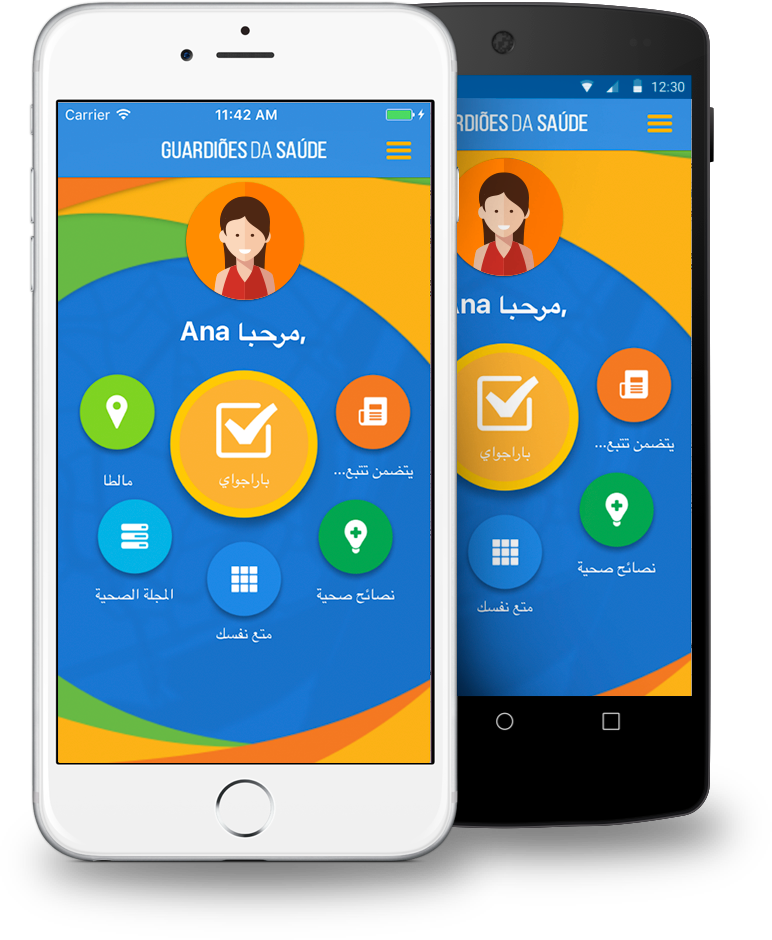 Carrier 11:42 AM
GUARDIÕES DA SAÚDE
مرحبا Ana,
باراجواي
يتضمن تتبع...
مالطا
المجلة الصحية
نصائح صحية
متع نفسك
12:30
RDIÕES DA SAÚDE
مرحبا Ana,
باراجواي
يتضمن تتبع...
نصائح صحية
متع نفسك